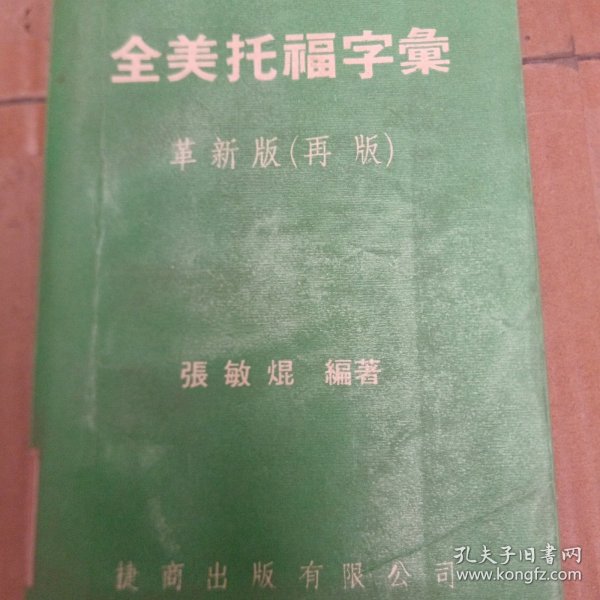 全美托福字彙
革新版(再版)
張敏焜 編著
捷商出版有限公司
孔夫子旧书网
www.kongfz.com